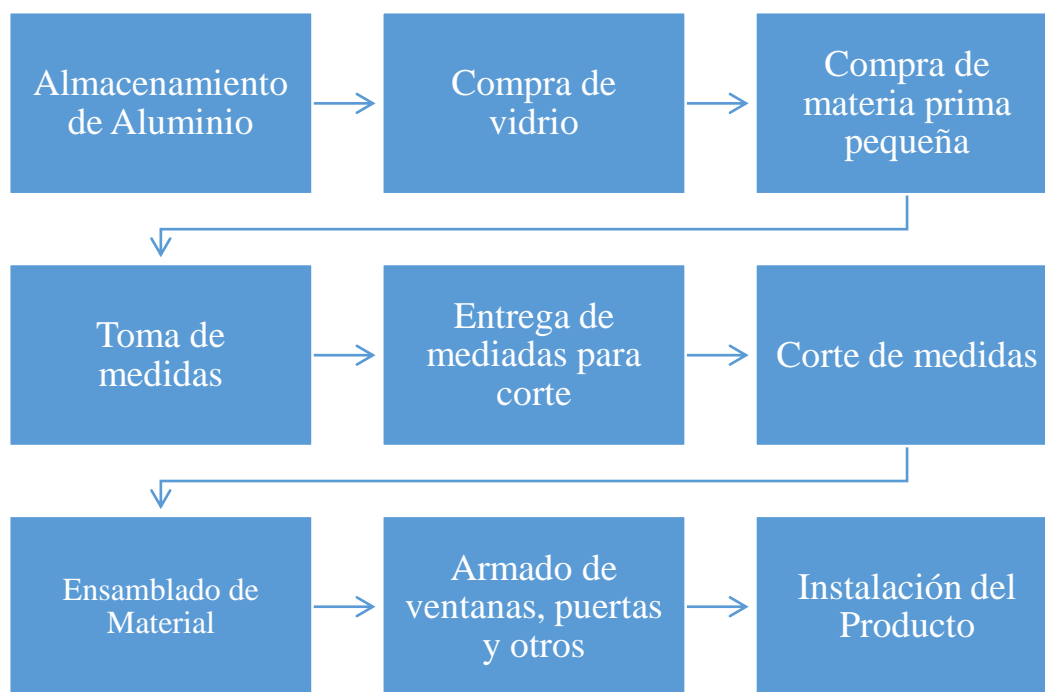 Almacenamiento
de Aluminio
Compra de
vidrio
Compra de
materia prima
pequeña
Toma de
medidas
Entrega de
mediadas para
corte
Corte de medidas
Ensamblado de
Material
Armado de
ventanas, puertas
y otros
Instalación del
Producto